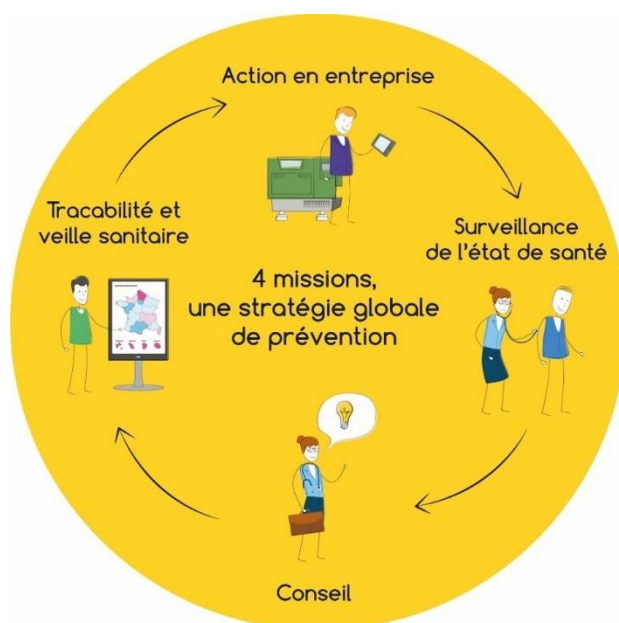 Action en entreprise
Tracabilité et
veille sanitaire
Surveillance
de l'état de santé
4 missions,
une stratégie globale
de prévention
Conseil